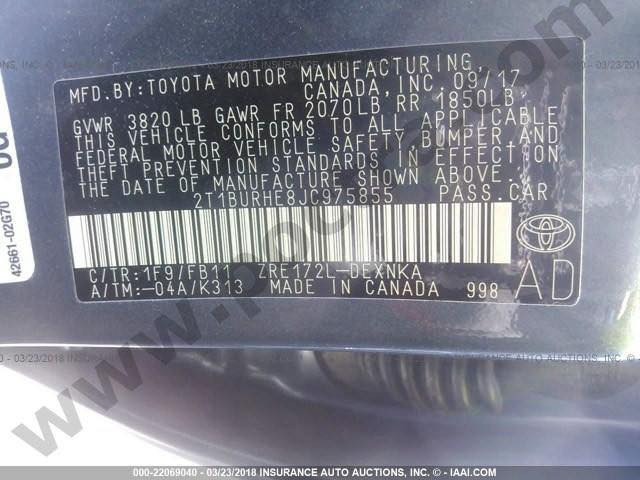 MFD.BY:TOYOTA MOTOR MANUFACTURING,
CANADA, INC. 09/17
GVWR 3820 LB GAWR FR 2070LB RR 1850LB
THIS VEHICLE CONFORMS TO ALL APPLICABLE
FEDERAL MOTOR VEHICLE SAFETY,BUMPER,AND
THEFT PREVENTION STANDARDS IN EFFECT ON
THE DATE OF MANUFACTURE SHOWN ABOVE.
2T1BURHE8JC975855 PASS.CAR
C/TR:1F9/FB11 ZRE172L-DEXNKA
A/TM:-04A/K313 MADE IN CANADA 998 AD
42661-02G70
000-22069040 - 03/23/2018 - INSURANCE AUTO AUCTIONS CENTRAL TIME (CT) - © - IAAI.COM